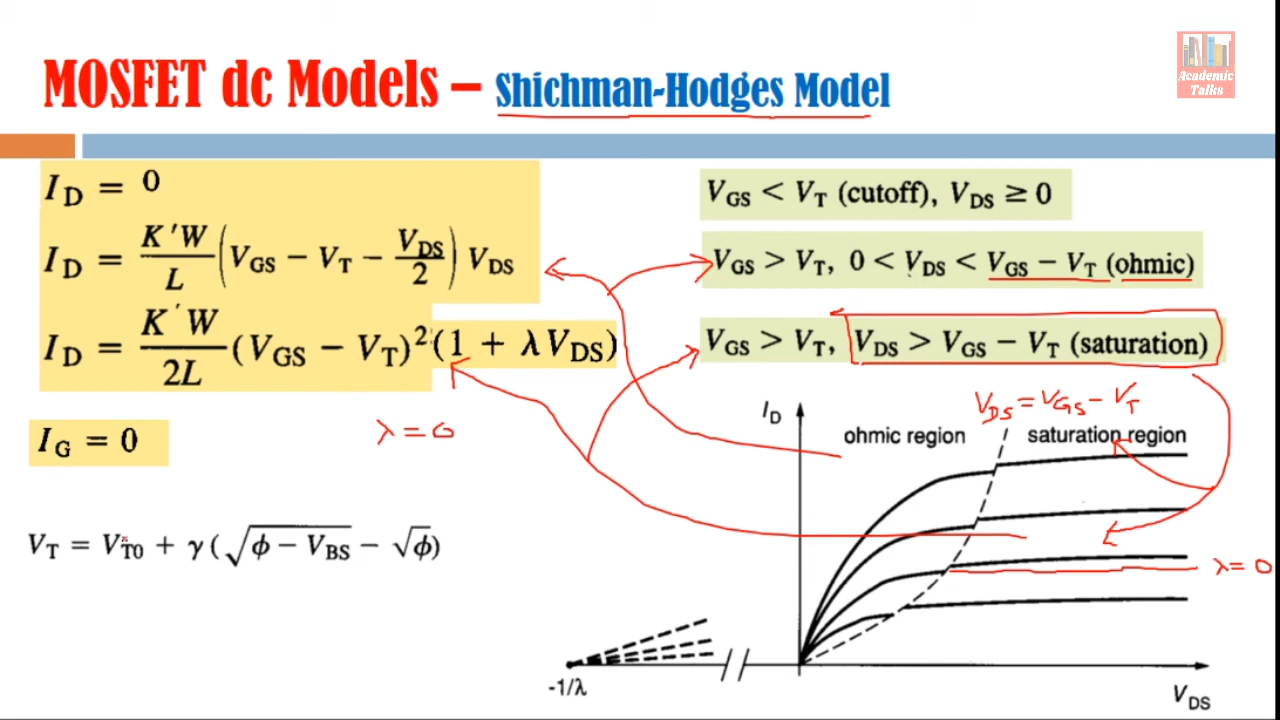 MOSFET dc Models – Shichman-Hodges Model
Academic
Talks
I_D = 0
V_GS < V_T (cutoff), V_DS ≥ 0
I_D = K'W/L (V_GS − V_T − V_DS/2) V_DS
V_GS > V_T, 0 < V_DS < V_GS − V_T (ohmic)
I_D = K'W/2L (V_GS − V_T)² (1 + λV_DS)
V_GS > V_T, V_DS > V_GS − V_T (saturation)
I_G = 0
λ = 0
V_T = V_T0 + γ(√(ϕ − V_BS) − √ϕ)
I_D
V_DS = V_GS − V_T
ohmic region
saturation region
λ = 0
-1/λ
V_DS